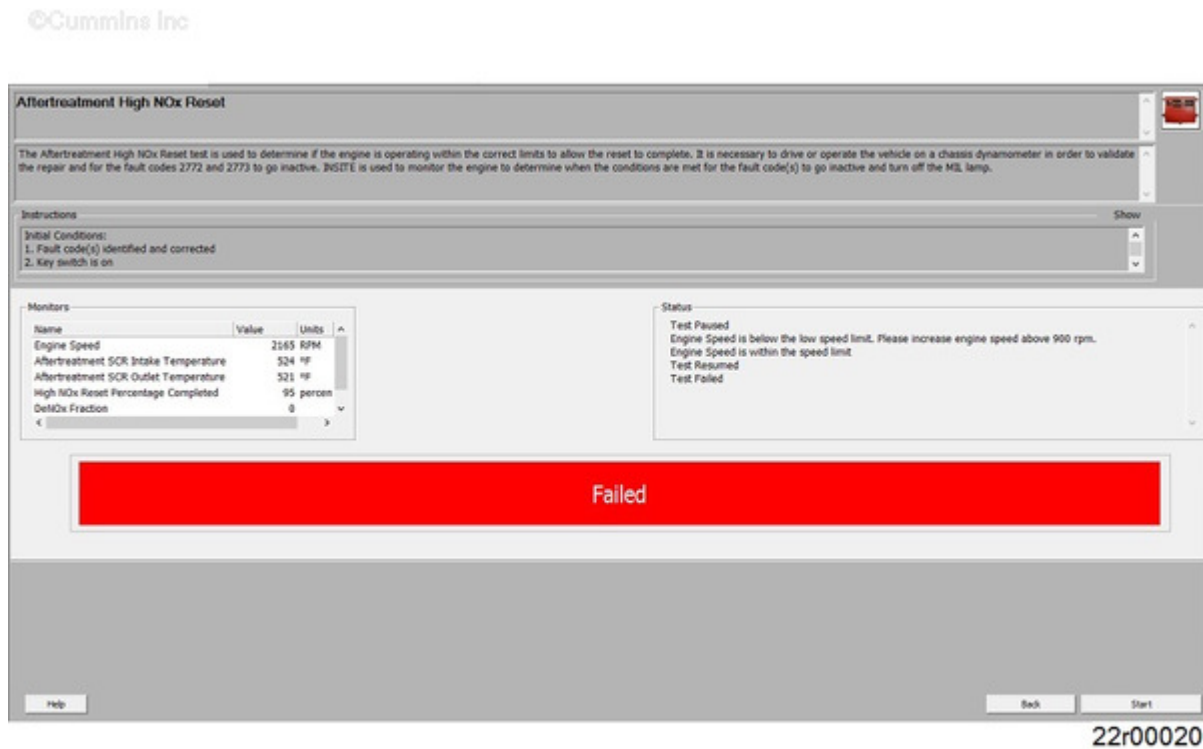 ©Cummins Inc
Aftertreatment High NOx Reset
The Aftertreatment High NOx Reset test is used to determine if the engine is operating within the correct limits to allow the reset to complete. It is necessary to drive or operate the vehicle on a chassis dynamometer in order to validate
the repair and for the fault codes 2772 and 2773 to go inactive. INSITE is used to monitor the engine to determine when the conditions are met for the fault code(s) to go inactive and turn off the MIL lamp.
Instructions Show
Initial Conditions:
1. Fault code(s) identified and corrected
2. Key switch is on
Monitors
Name Value Units
Engine Speed 2165 RPM
Aftertreatment SCR Intake Temperature 524 °F
Aftertreatment SCR Outlet Temperature 521 °F
High NOx Reset Percentage Completed 95 percen
DeNOx Fraction 0
Status
Test Paused
Engine Speed is below the low speed limit. Please increase engine speed above 900 rpm.
Engine Speed is within the speed limit
Test Resumed
Test Failed
Failed
Help Back Start
22r00020